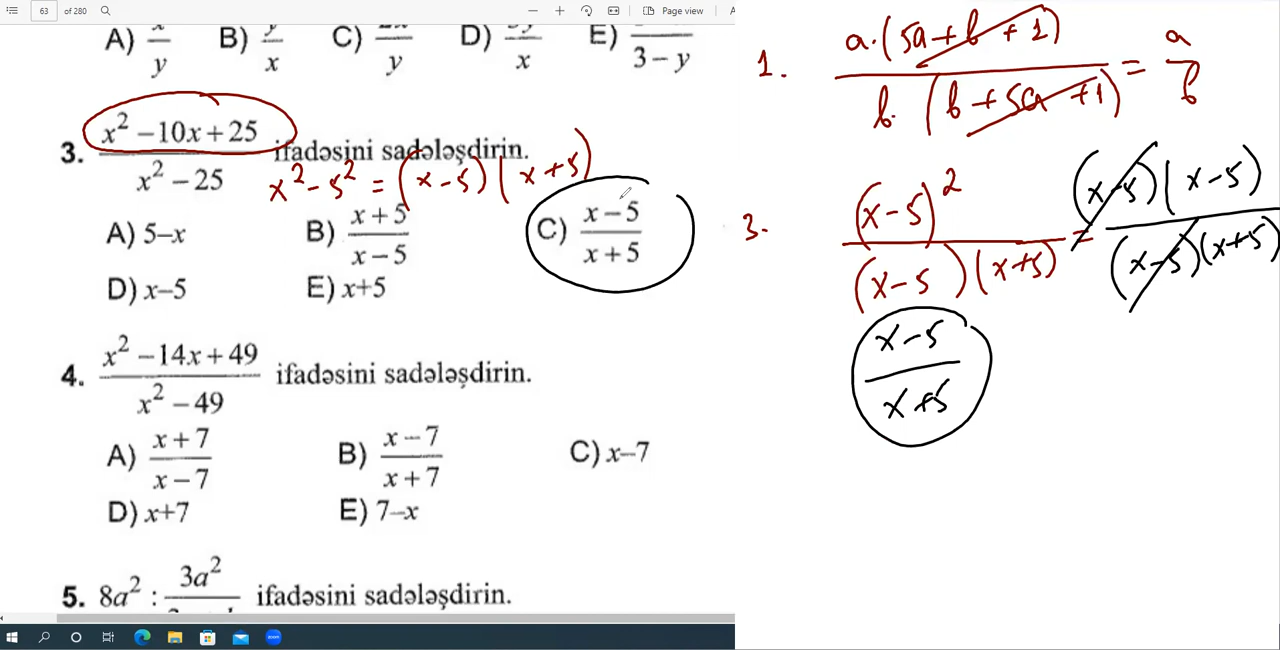 63 of 280 Page view
A) x/y B) y/x C) /y D) /x E) /(3 − y)
3. (x² − 10x + 25)/(x² − 25) ifadəsini sadələşdirin.
x² − 5² = (x − 5)(x + 5)
A) 5–x B) (x + 5)/(x − 5) C) (x − 5)/(x + 5)
D) x–5 E) x+5
4. (x² − 14x + 49)/(x² − 49) ifadəsini sadələşdirin.
A) (x + 7)/(x − 7) B) (x − 7)/(x + 7) C) x–7
D) x+7 E) 7–x
5. 8a² : 3a²/ ifadəsini sadələşdirin.
1. a·(5a + b + 1)/b(b + 5a + 1) = a/b
3. (x − 5)²/(x − 5)(x + 5) = (x − 5)(x − 5)/(x − 5)(x + 5)
(x − 5)/(x + 5)